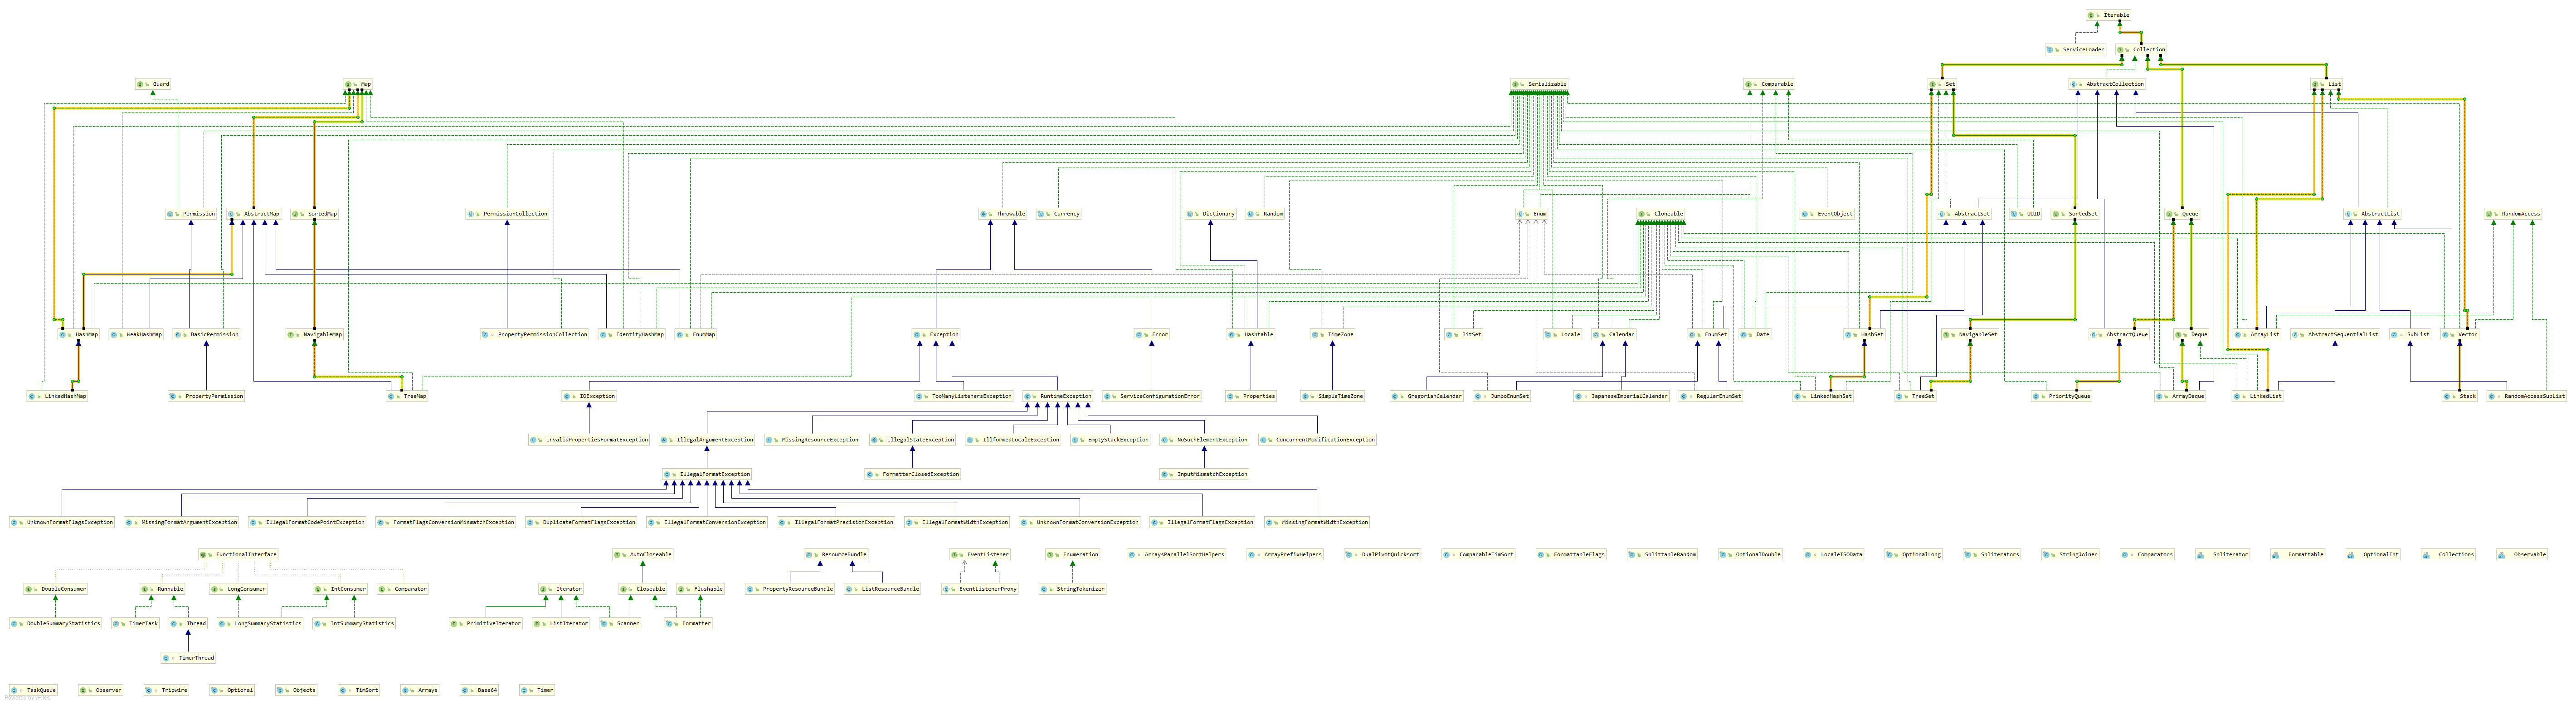 Iterable
ServiceLoader
Collection
Guard
Map
Serializable
Comparable
Set
AbstractCollection
List
Permission
AbstractMap
SortedMap
PermissionCollection
Throwable
Currency
Dictionary
Random
Enum
Cloneable
EventObject
AbstractSet
UUID
SortedSet
Queue
AbstractList
RandomAccess
HashMap
WeakHashMap
BasicPermission
NavigableMap
PropertyPermissionCollection
IdentityHashMap
EnumMap
Exception
Error
Hashtable
TimeZone
BitSet
Locale
Calendar
EnumSet
Date
HashSet
NavigableSet
AbstractQueue
Deque
ArrayList
AbstractSequentialList
SubList
Vector
LinkedHashMap
PropertyPermission
TreeMap
IOException
TooManyListenersException
RuntimeException
ServiceConfigurationError
Properties
SimpleTimeZone
GregorianCalendar
JumboEnumSet
JapaneseImperialCalendar
RegularEnumSet
LinkedHashSet
TreeSet
PriorityQueue
ArrayDeque
LinkedList
Stack
RandomAccessSubList
InvalidPropertiesFormatException
IllegalArgumentException
MissingResourceException
IllegalStateException
IllformedLocaleException
EmptyStackException
NoSuchElementException
ConcurrentModificationException
IllegalFormatException
FormatterClosedException
InputMismatchException
UnknownFormatFlagsException
MissingFormatArgumentException
IllegalFormatCodePointException
FormatFlagsConversionMismatchException
DuplicateFormatFlagsException
IllegalFormatConversionException
IllegalFormatPrecisionException
IllegalFormatWidthException
UnknownFormatConversionException
IllegalFormatFlagsException
MissingFormatWidthException
FunctionalInterface
AutoCloseable
ResourceBundle
EventListener
Enumeration
ArraysParallelSortHelpers
ArrayPrefixHelpers
DualPivotQuicksort
ComparableTimSort
FormattableFlags
SplittableRandom
OptionalDouble
LocaleISOData
OptionalLong
Spliterators
StringJoiner
Comparators
Spliterator
Formattable
OptionalInt
Collections
Observable
DoubleConsumer
Runnable
LongConsumer
IntConsumer
Comparator
Iterator
Closeable
Flushable
PropertyResourceBundle
ListResourceBundle
EventListenerProxy
StringTokenizer
DoubleSummaryStatistics
TimerTask
Thread
LongSummaryStatistics
IntSummaryStatistics
PrimitiveIterator
ListIterator
Scanner
Formatter
TimerThread
TaskQueue
Observer
Tripwire
Optional
Objects
TimSort
Arrays
Base64
Timer
Powered by yFiles